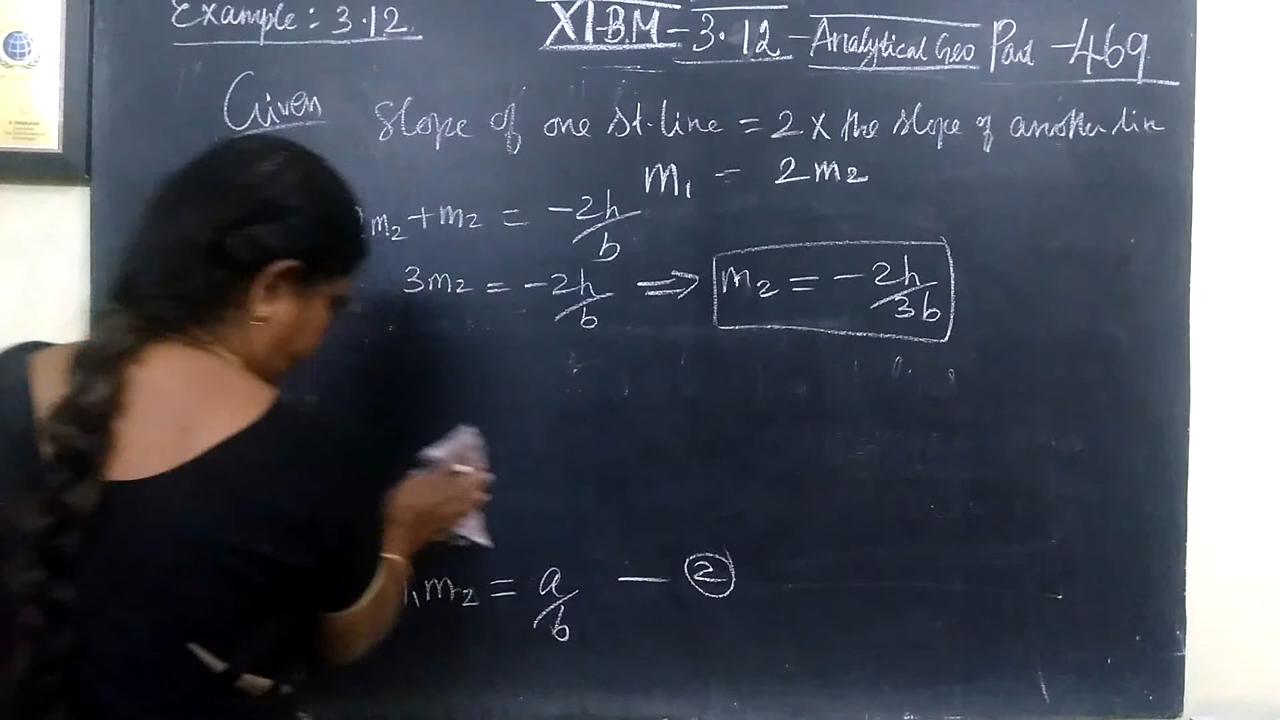 Example: 3.12
XI-BM-3.12-Analytical Geo Part-469
Given Slope of one st.line = 2 x the slope of another line
m₁ = 2m₂
m₂ + m₂ = -2h/b
3m₂ = -2h/b ⟹ m₂ = -2h/3b
m₂ = a/b — ②